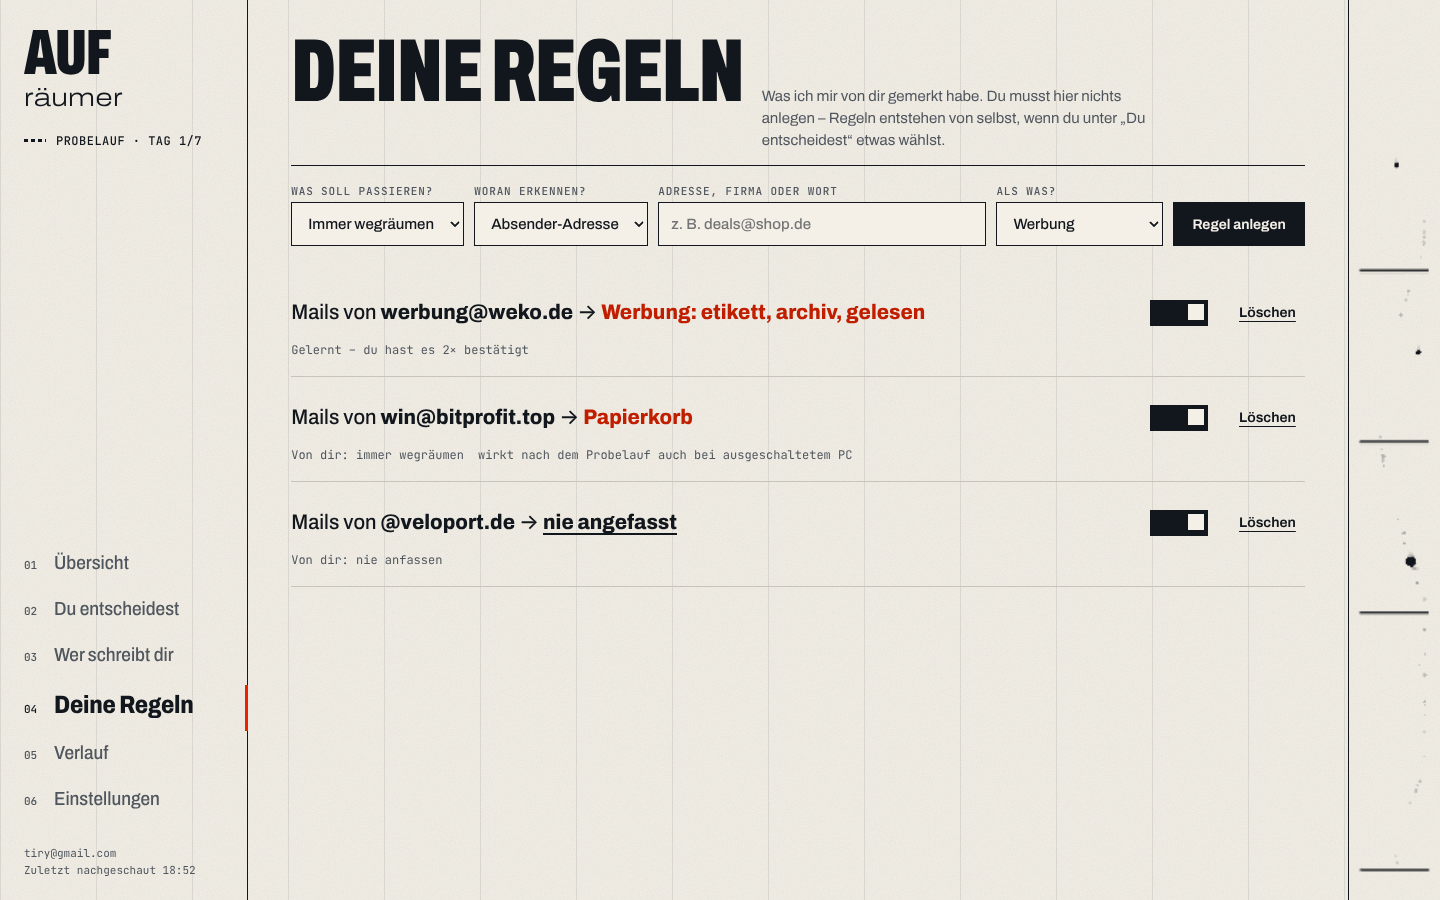 AUF
räumer
PROBELAUF · TAG 1/7
01 Übersicht
02 Du entscheidest
03 Wer schreibt dir
04 Deine Regeln
05 Verlauf
06 Einstellungen
tiry@gmail.com
Zuletzt nachgeschaut 18:52
DEINE REGELN
Was ich mir von dir gemerkt habe. Du musst hier nichts
anlegen – Regeln entstehen von selbst, wenn du unter „Du
entscheidest“ etwas wählst.
WAS SOLL PASSIEREN? WORAN ERKENNEN? ADRESSE, FIRMA ODER WORT ALS WAS?
Immer wegräumen Absender-Adresse z. B. deals@shop.de Werbung Regel anlegen
Mails von werbung@weko.de → Werbung: etikett, archiv, gelesen Löschen
Gelernt – du hast es 2× bestätigt
Mails von win@bitprofit.top → Papierkorb Löschen
Von dir: immer wegräumen wirkt nach dem Probelauf auch bei ausgeschaltetem PC
Mails von @veloport.de → nie angefasst Löschen
Von dir: nie anfassen